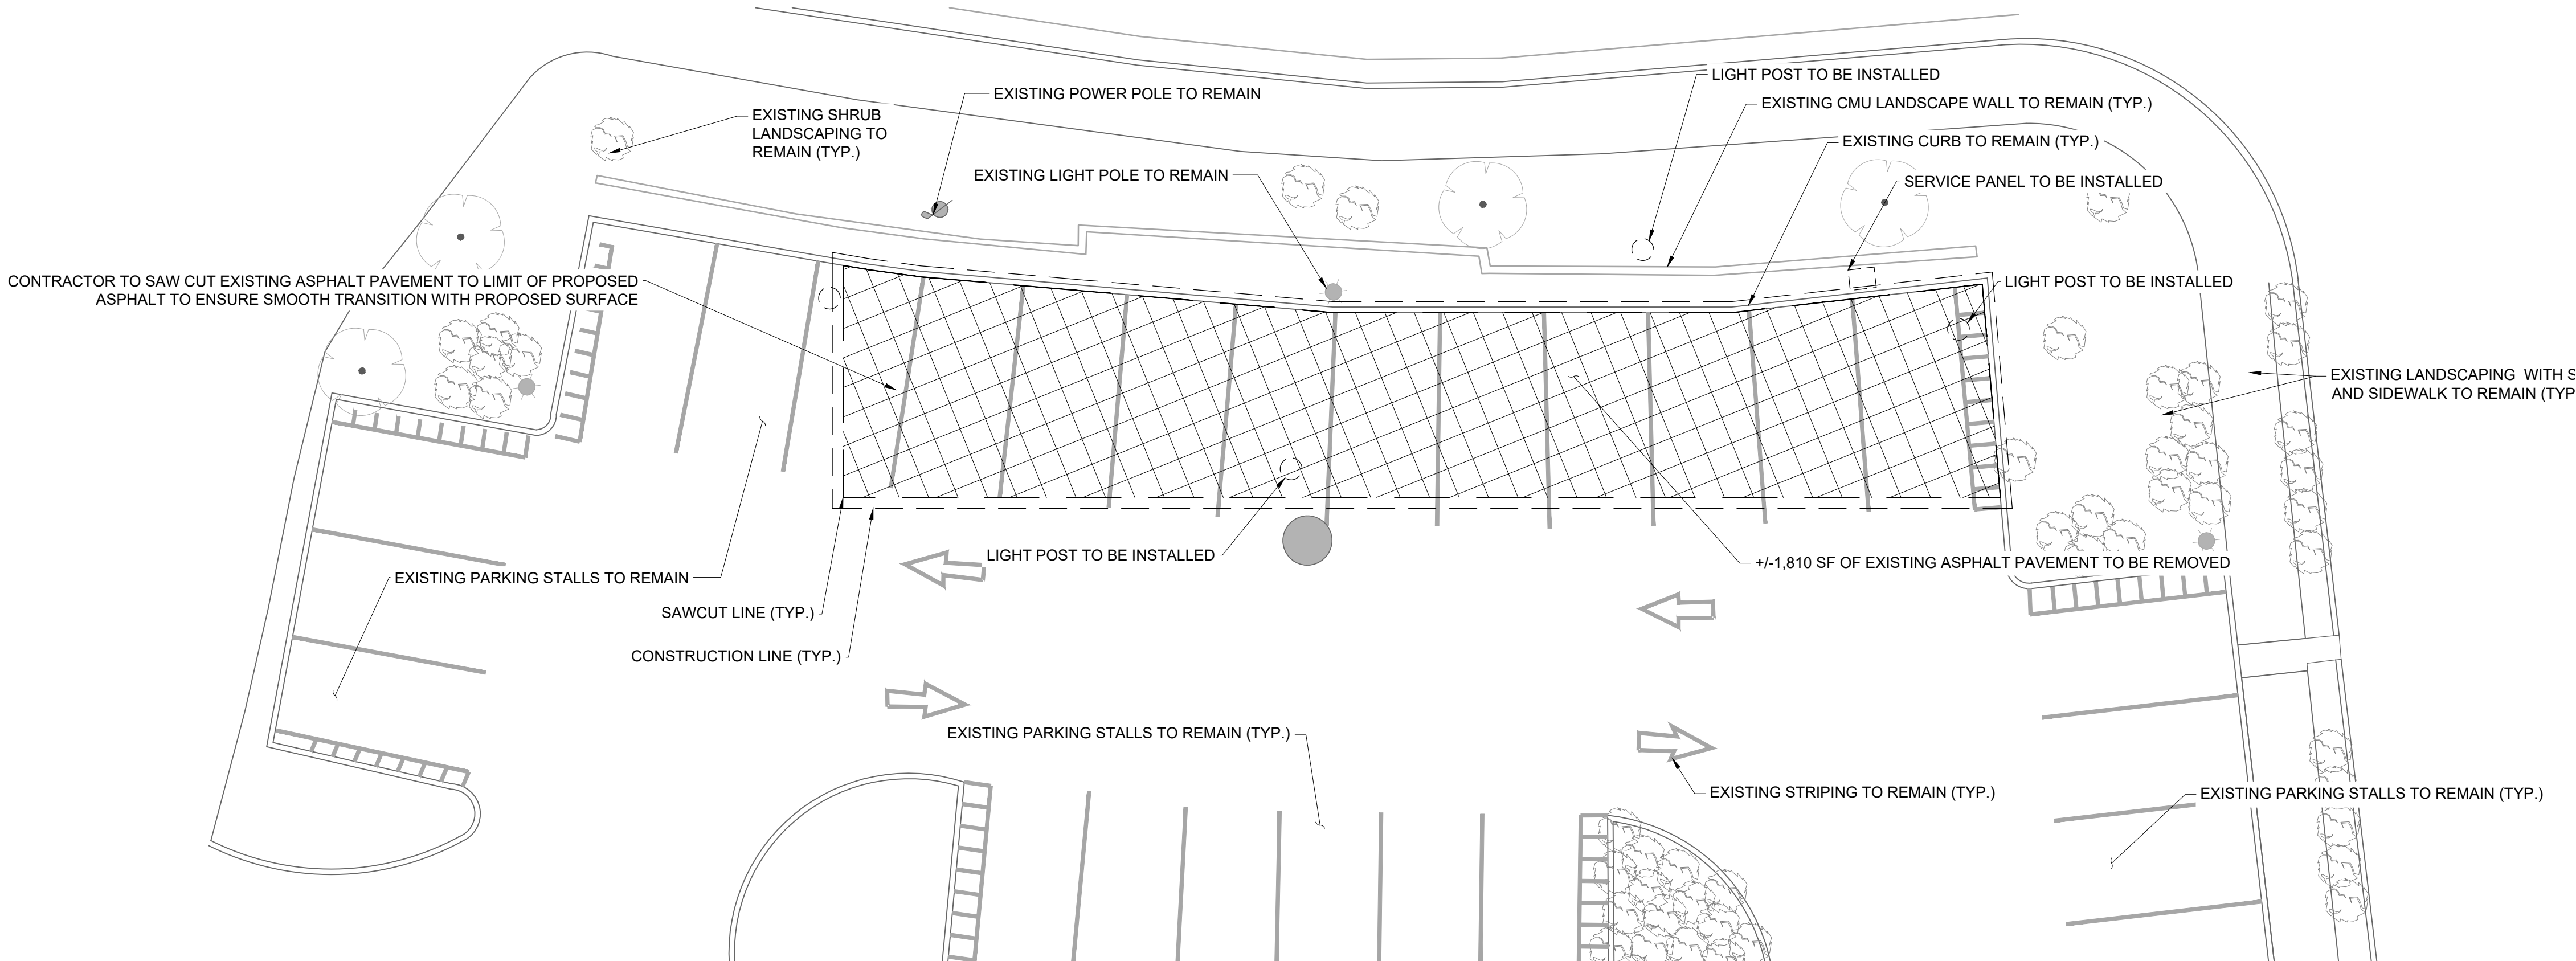 LIGHT POST TO BE INSTALLED
EXISTING POWER POLE TO REMAIN
EXISTING CMU LANDSCAPE WALL TO REMAIN (TYP.)
EXISTING SHRUB
LANDSCAPING TO
REMAIN (TYP.)
EXISTING CURB TO REMAIN (TYP.)
EXISTING LIGHT POLE TO REMAIN
SERVICE PANEL TO BE INSTALLED
CONTRACTOR TO SAW CUT EXISTING ASPHALT PAVEMENT TO LIMIT OF PROPOSED
ASPHALT TO ENSURE SMOOTH TRANSITION WITH PROPOSED SURFACE
LIGHT POST TO BE INSTALLED
EXISTING LANDSCAPING WITH S
AND SIDEWALK TO REMAIN (TYP
LIGHT POST TO BE INSTALLED
+/-1,810 SF OF EXISTING ASPHALT PAVEMENT TO BE REMOVED
EXISTING PARKING STALLS TO REMAIN
SAWCUT LINE (TYP.)
CONSTRUCTION LINE (TYP.)
EXISTING PARKING STALLS TO REMAIN (TYP.)
EXISTING STRIPING TO REMAIN (TYP.)
EXISTING PARKING STALLS TO REMAIN (TYP.)